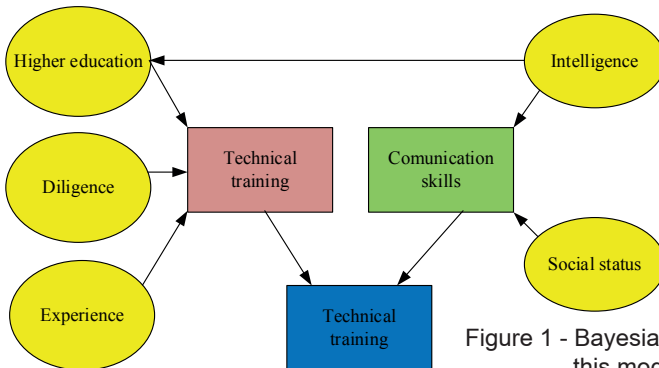 Higher education
Intelligence
Technical
training
Comunication
skills
Diligence
Social status
Experience
Technical
training
Figure 1 - Bayesia
this mod